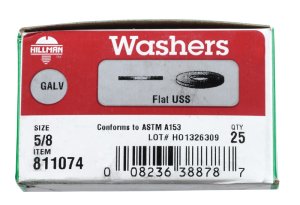 HILLMAN
Washers
GALV
Flat USS
SIZE
5/8
ITEM
811074
Conforms to ASTM A153
LOT# HO1326309
QTY
25
0 08236 38878 7